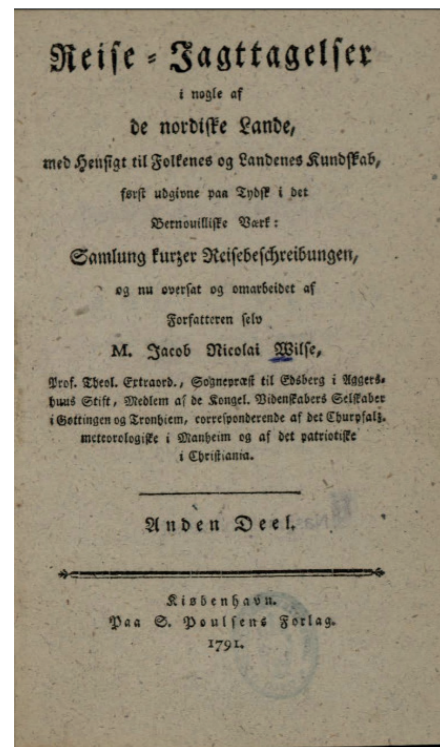 Reise-Jagttagelser
i nogle af
de nordiske Lande,
med Hensigt til Folkenes og Landenes Kundskab,
først udgivne paa Tydsk i det
Bernouilliske Værk:
Samlung kurzer Reisebeschreibungen,
og nu oversat og omarbeidet af
Forfatteren selv
M. Jacob Nicolai Wilse,
Prof. Theol. Extraord., Sognepræst til Edsberg i Aggers-
huus Stift, Medlem af de Kongel. Videnskabers Selskaber
i Gottingen og Tronhiem, correspondende af det Churpfalz.
meteorologiske i Manheim og af det patriotiske
i Christiania.
Anden Deel.
Kiøbenhavn.
Paa S. Poulsens Forlag.
1791.